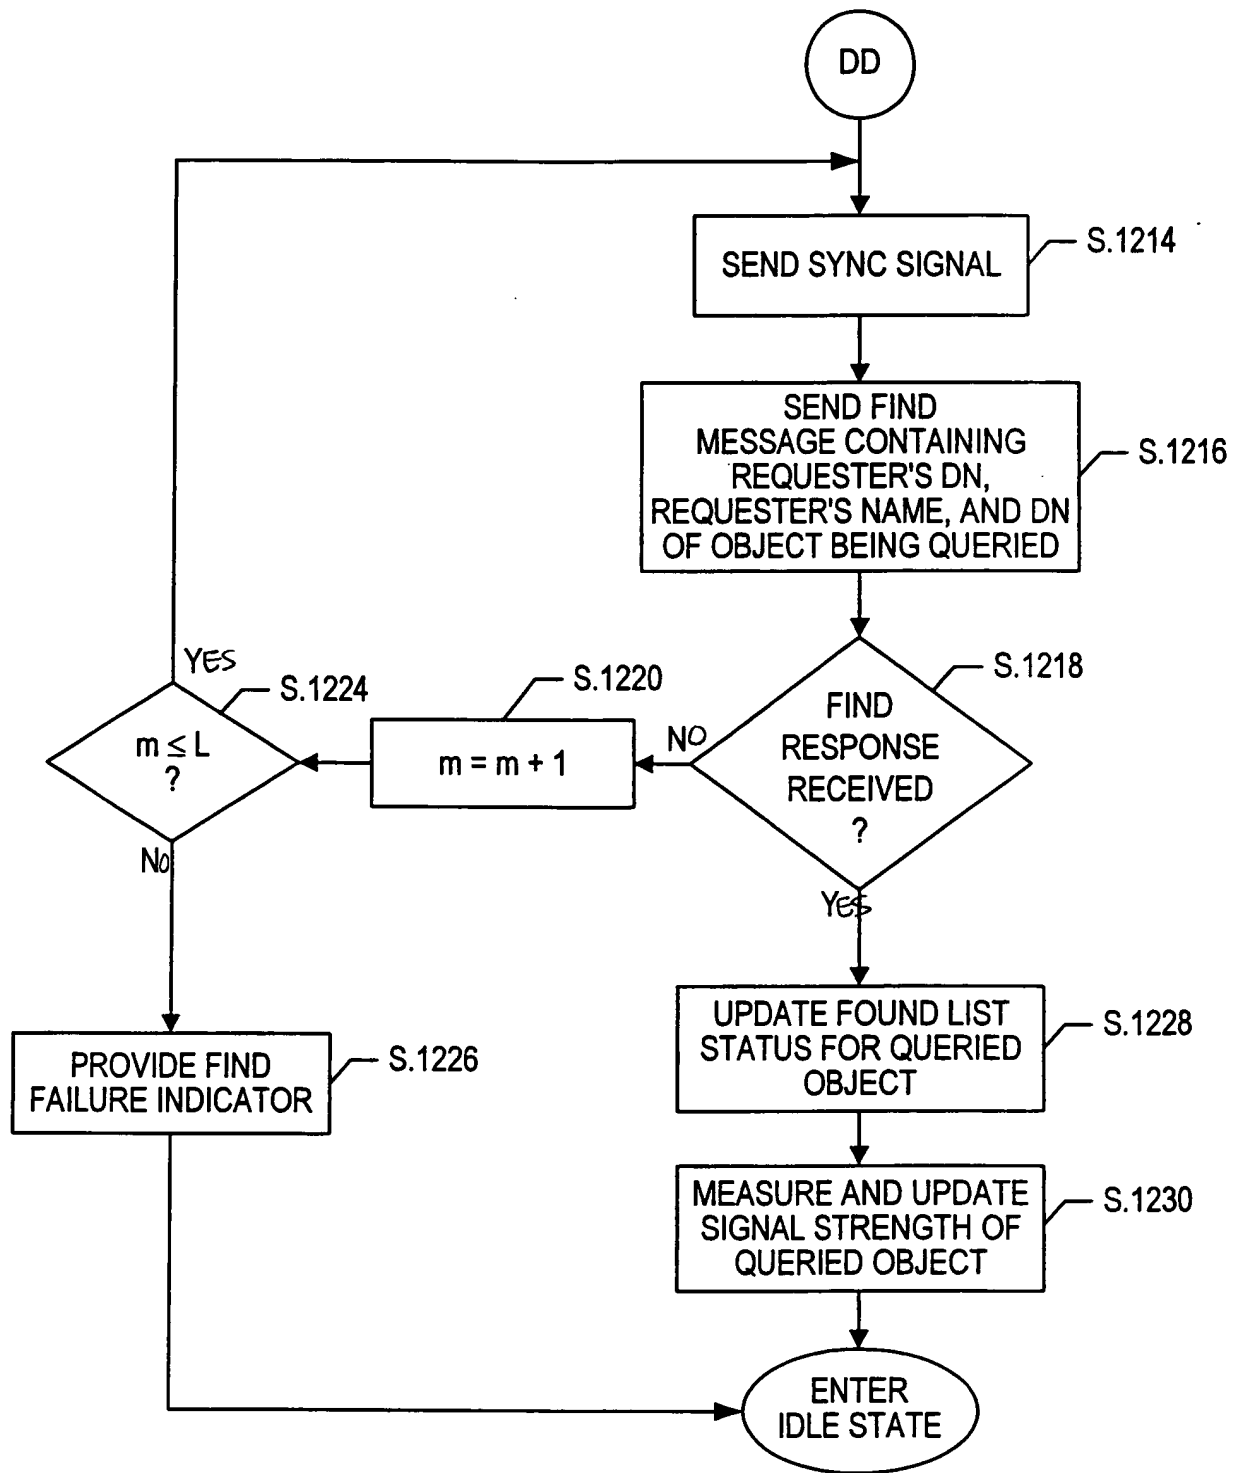 DD
SEND SYNC SIGNAL
S.1214
SEND FIND
MESSAGE CONTAINING
REQUESTER'S DN,
REQUESTER'S NAME, AND DN
OF OBJECT BEING QUERIED
S.1216
FIND
RESPONSE
RECEIVED
?
S.1218
NO
YES
m = m + 1
S.1220
m ≤ L
?
S.1224
YES
NO
PROVIDE FIND
FAILURE INDICATOR
S.1226
UPDATE FOUND LIST
STATUS FOR QUERIED
OBJECT
S.1228
MEASURE AND UPDATE
SIGNAL STRENGTH OF
QUERIED OBJECT
S.1230
ENTER
IDLE STATE